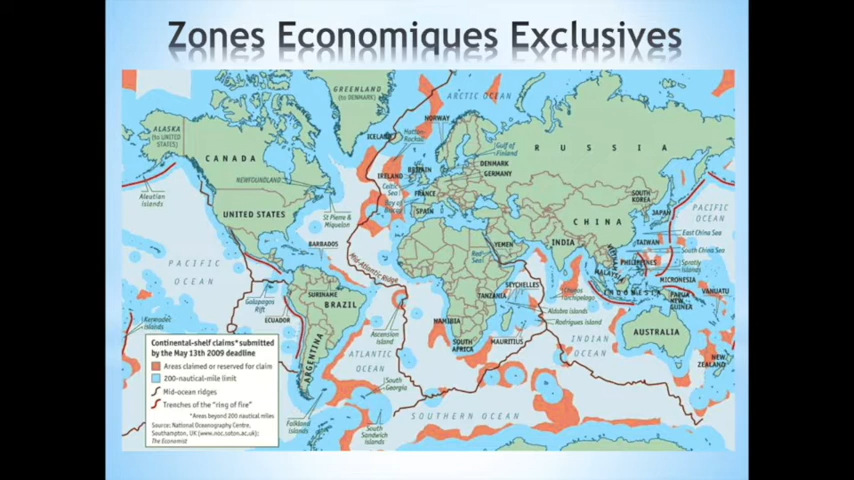 Zones Economiques Exclusives
GREENLAND
(to DENMARK)
ARCTIC OCEAN
ALASKA
(to UNITED
STATES)
NORWAY
ICELAND
Hatton-
Rockall
RUSSIA
CANADA
Gulf of
Finland
BRITAIN
DENMARK
IRELAND
GERMANY
NEWFOUNDLAND
Celtic
Sea
FRANCE
Aleutian
Islands
SOUTH
KOREA
Bay of
Biscay
SPAIN
JAPAN
PACIFIC
OCEAN
UNITED STATES
St Pierre &
Miquelon
CHINA
East China Sea
BARBADOS
YEMEN
INDIA
TAIWAN
South China Sea
Red
Sea
PHILIPPINES
Spratly
Islands
PACIFIC
OCEAN
Mid-Atlantic ridge
MALAYSIA
SEYCHELLES
MICRONESIA
SURINAME
INDONESIA
VANUATU
Galapagos
Rift
BRAZIL
TANZANIA
Chagos
Archipelago
PAPUA
NEW
GUINEA
Aldabra Islands
ECUADOR
Ascension
Island
NAMIBIA
Rodrigues Island
Kermadec
Islands
AUSTRALIA
SOUTH
AFRICA
MAURITIUS
INDIAN
OCEAN
ARGENTINA
ATLANTIC
OCEAN
NEW
ZEALAND
South
Georgia
SOUTHERN OCEAN
Falkland
Islands
South
Sandwich
Islands
Continental-shelf claims* submitted
by the May 13th 2009 deadline
Areas claimed or reserved for claim
200-nautical-mile limit
Mid-ocean ridges
Trenches of the "ring of fire"
*Areas beyond 200 nautical miles
Source: National Oceanography Centre,
Southampton, UK (www.noc.soton.ac.uk);
The Economist